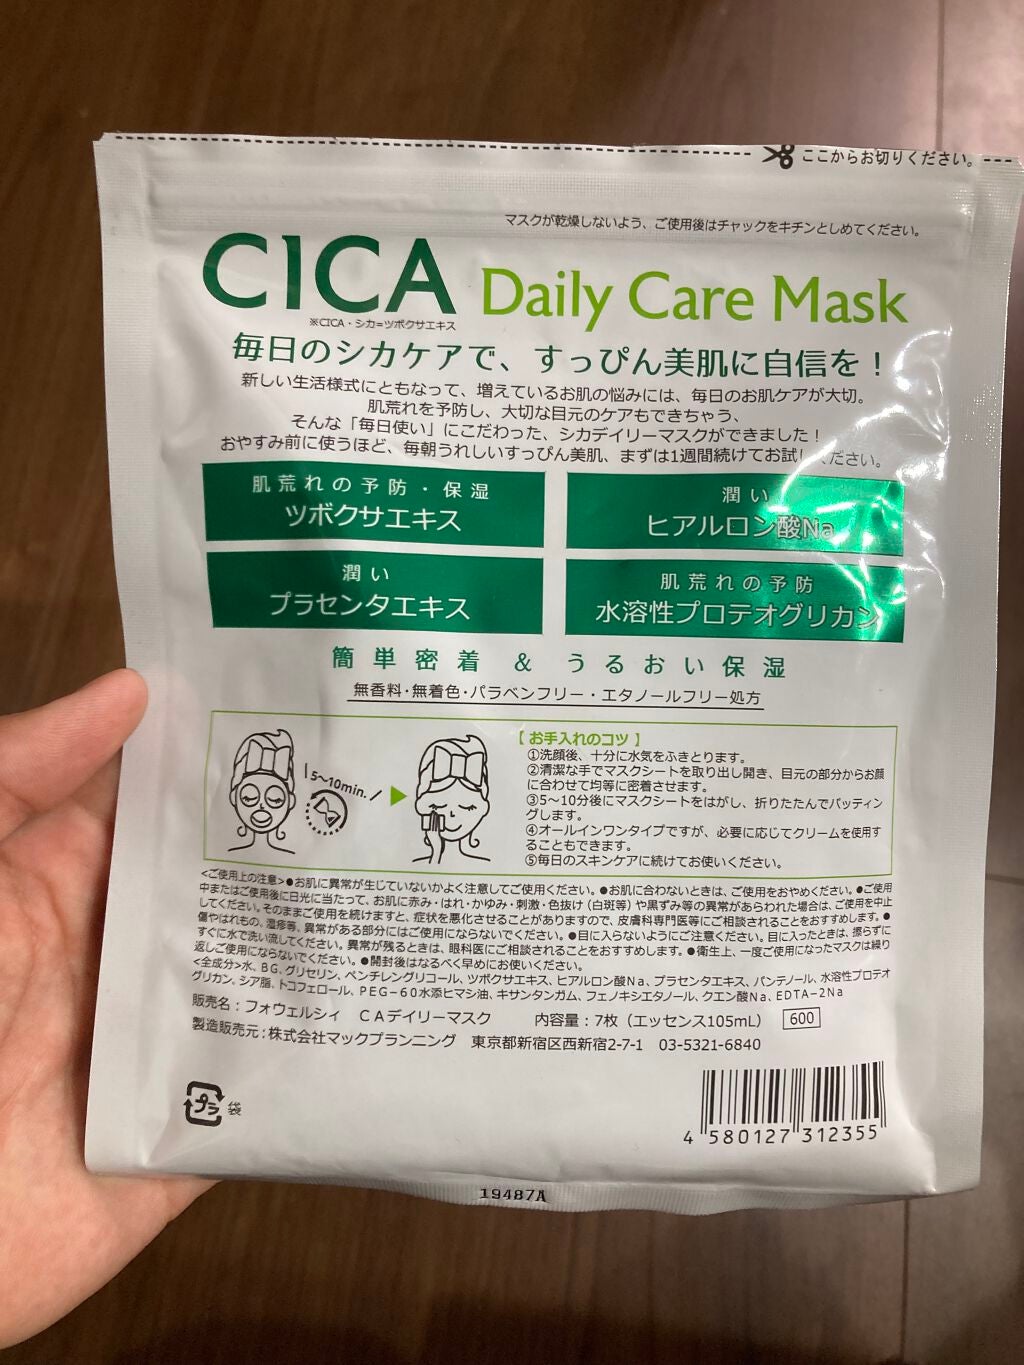 ここからお切りください。
マスクが乾燥しないよう、ご使用後はチャックをキチンとしめてください。
CICA Daily Care Mask
※CICA・シカ=ツボクサエキス
毎日のシカケアで、すっぴん美肌に自信を！
新しい生活様式にともなって、増えているお肌の悩みには、毎日のお肌ケアが大切。
肌荒れを予防し、大切な目元のケアもできちゃう、
そんな「毎日使い」にこだわった、シカデイリーマスクができました！
おやすみ前に使うほど、毎朝うれしいすっぴん美肌、まずは1週間続けてお試しください。
肌荒れの予防・保湿
ツボクサエキス
潤い
ヒアルロン酸Na
潤い
プラセンタエキス
肌荒れの予防
水溶性プロテオグリカン
簡単密着 & うるおい保湿
無香料・無着色・パラベンフリー・エタノールフリー処方
5〜10min.
【 お手入れのコツ 】
①洗顔後、十分に水気をふきとります。
②清潔な手でマスクシートを取り出し開き、目元の部分からお顔
に合わせて均等に密着させます。
③5〜10分後にマスクシートをはがし、折りたたんでパッティン
グします。
④オールインワンタイプですが、必要に応じてクリームを使用す
ることもできます。
⑤毎日のスキンケアに続けてお使いください。
<ご使用上の注意>●お肌に異常が生じていないかよく注意してご使用ください。●お肌に合わないときは、ご使用をおやめください。●ご使用
中またはご使用後に日光に当たって、お肌に赤み・はれ・かゆみ・刺激・色抜け(白斑等)や黒ずみ等の異常があらわれた場合は、ご使用を中止
してください。そのままご使用を続けますと、症状を悪化させることがありますので、皮膚科専門医等にご相談されることをおすすめします。●
傷やはれもの、湿疹等、異常がある部分にはご使用にならないでください。●目に入らないようにご注意ください。目に入ったときは、擦らずに
すぐに水で洗い流してください。異常が残るときは、眼科医にご相談されることをおすすめします。●衛生上、一度ご使用になったマスクは繰り
返しご使用にならないでください。●開封後はなるべく早めにお使いください。
<全成分>水、BG、グリセリン、ペンチレングリコール、ツボクサエキス、ヒアルロン酸Na、プラセンタエキス、パンテノール、水溶性プロテオ
グリカン、シア脂、トコフェロール、PEG-60水添ヒマシ油、キサンタンガム、フェノキシエタノール、クエン酸Na、EDTA-2Na
販売名：フォウェルシィ CAデイリーマスク 内容量：7枚（エッセンス105mL） 600
製造販売元：株式会社マックプランニング 東京都新宿区西新宿2-7-1 03-5321-6840
プラ 袋
4 580127 312355
19487A